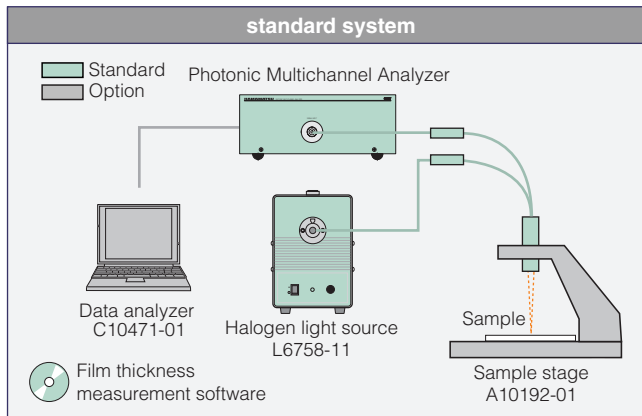 standard system
Standard
Option
Photonic Multichannel Analyzer
Data analyzer
C10471-01
Halogen light source
L6758-11
Sample
Sample stage
A10192-01
Film thickness
measurement software